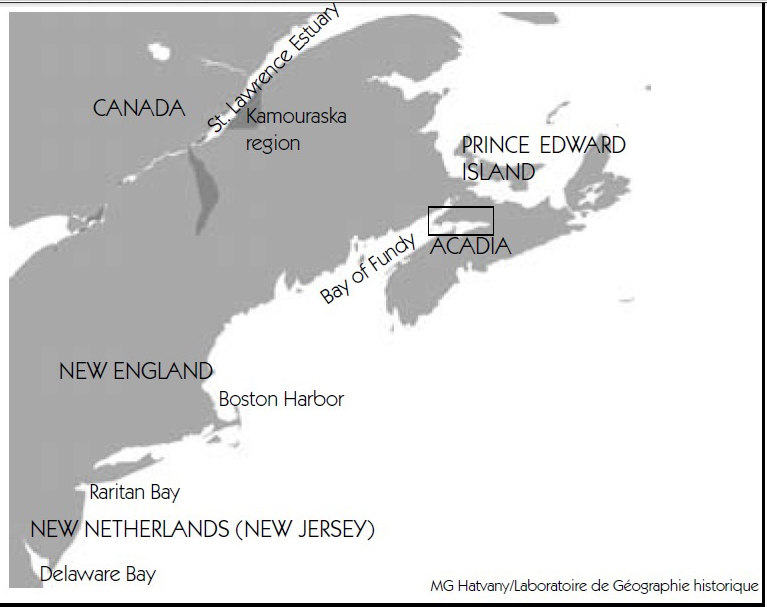 St. Lawrence Estuary
CANADA
Kamouraska
region
PRINCE EDWARD
ISLAND
ACADIA
Bay of Fundy
NEW ENGLAND
Boston Harbor
Raritan Bay
NEW NETHERLANDS (NEW JERSEY)
Delaware Bay
MG Hatvany/Laboratoire de Géographie historique